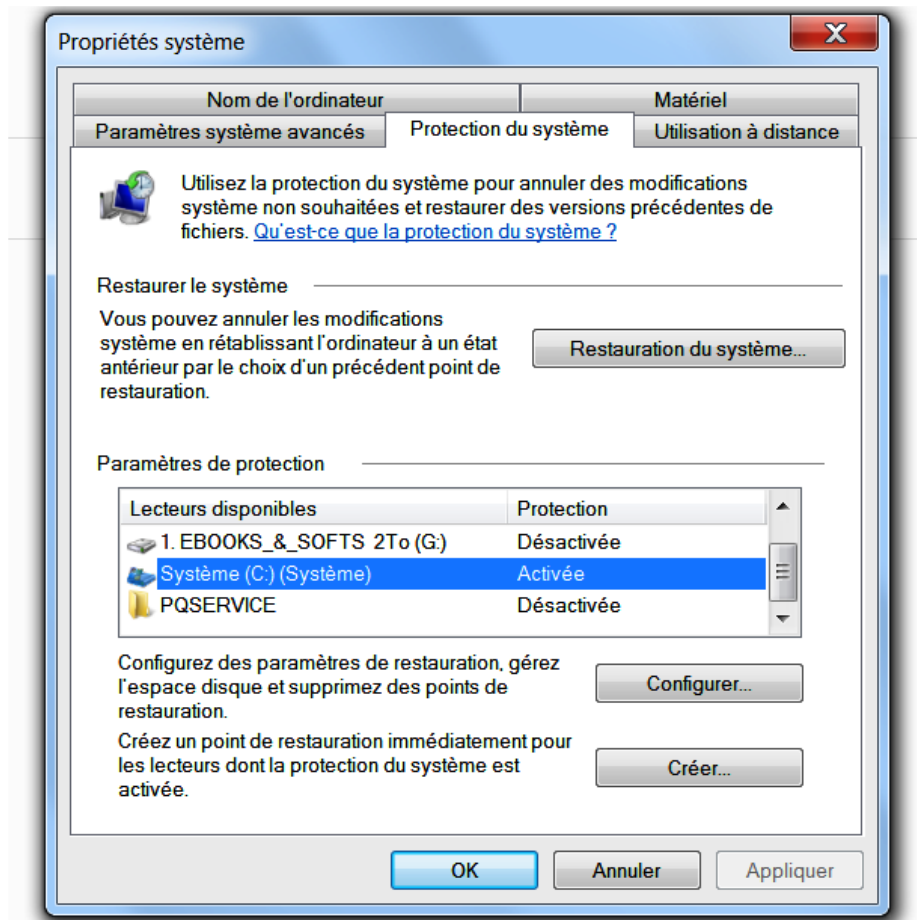 Propriétés système
Nom de l'ordinateur
Matériel
Paramètres système avancés
Protection du système
Utilisation à distance
Utilisez la protection du système pour annuler des modifications
système non souhaitées et restaurer des versions précédentes de
fichiers. Qu'est-ce que la protection du système ?
Restaurer le système
Vous pouvez annuler les modifications
système en rétablissant l'ordinateur à un état
antérieur par le choix d'un précédent point de
restauration.
Restauration du système...
Paramètres de protection
Lecteurs disponibles Protection
1. EBOOKS_&_SOFTS 2To (G:) Désactivée
Système (C:) (Système) Activée
PQSERVICE Désactivée
Configurez des paramètres de restauration, gérez
l'espace disque et supprimez des points de
restauration.
Configurer...
Créez un point de restauration immédiatement pour
les lecteurs dont la protection du système est
activée.
Créer...
OK Annuler Appliquer